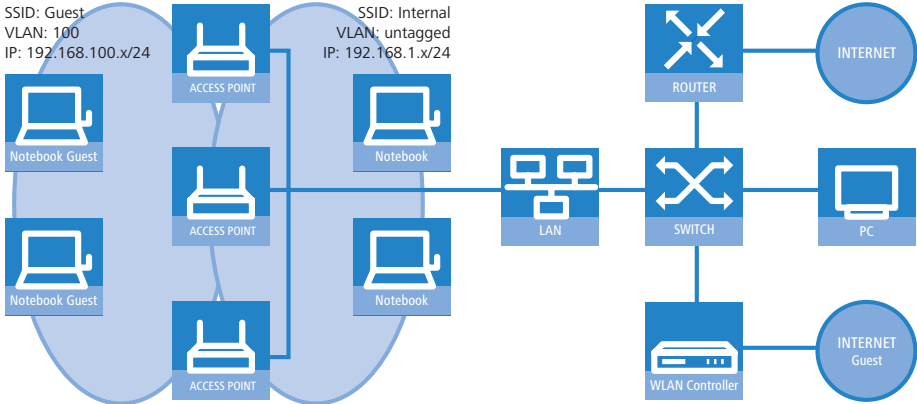 SSID: Guest
VLAN: 100
IP: 192.168.100.x/24
SSID: Internal
VLAN: untagged
IP: 192.168.1.x/24
ACCESS POINT
ROUTER
INTERNET
Notebook Guest
Notebook
ACCESS POINT
LAN
SWITCH
PC
Notebook Guest
Notebook
ACCESS POINT
WLAN Controller
INTERNET
Guest